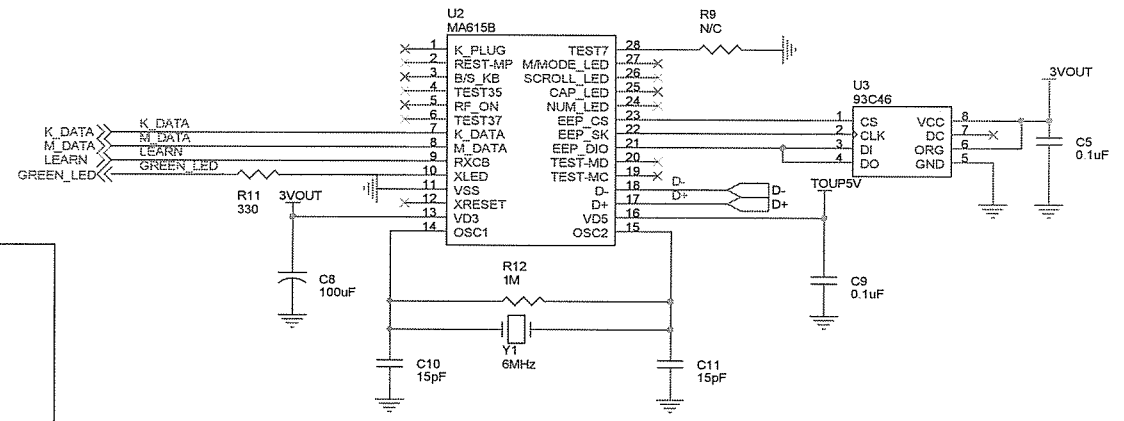 U2
MA615B
R9
N/C
1 K_PLUG TEST7 28
2 REST-MP M/MODE_LED 27
3 B/S_KB SCROLL_LED 26
4 TEST35 CAP_LED 25
5 RF_ON NUM_LED 24
6 TEST37 EEP_CS 23
K_DATA K_DATA 7 K_DATA EEP_SK 22
M_DATA M_DATA 8 M_DATA EEP_DIO 21
LEARN LEARN 9 RXCB TEST-MD 20
GREEN_LED GREEN_LED 10 XLED TEST-MC 19
11 VSS D- 18 D- D-
12 XRESET D+ 17 D+ D+
13 VD3 VD5 16
14 OSC1 OSC2 15
R11
330
3VOUT
U3
93C46
1 CS VCC 8
2 CLK DC 7
3 DI ORG 6
4 DO GND 5
3VOUT
C5
0.1uF
TOUP5V
C8
100uF
R12
1M
C9
0.1uF
Y1
6MHz
C10
15pF
C11
15pF